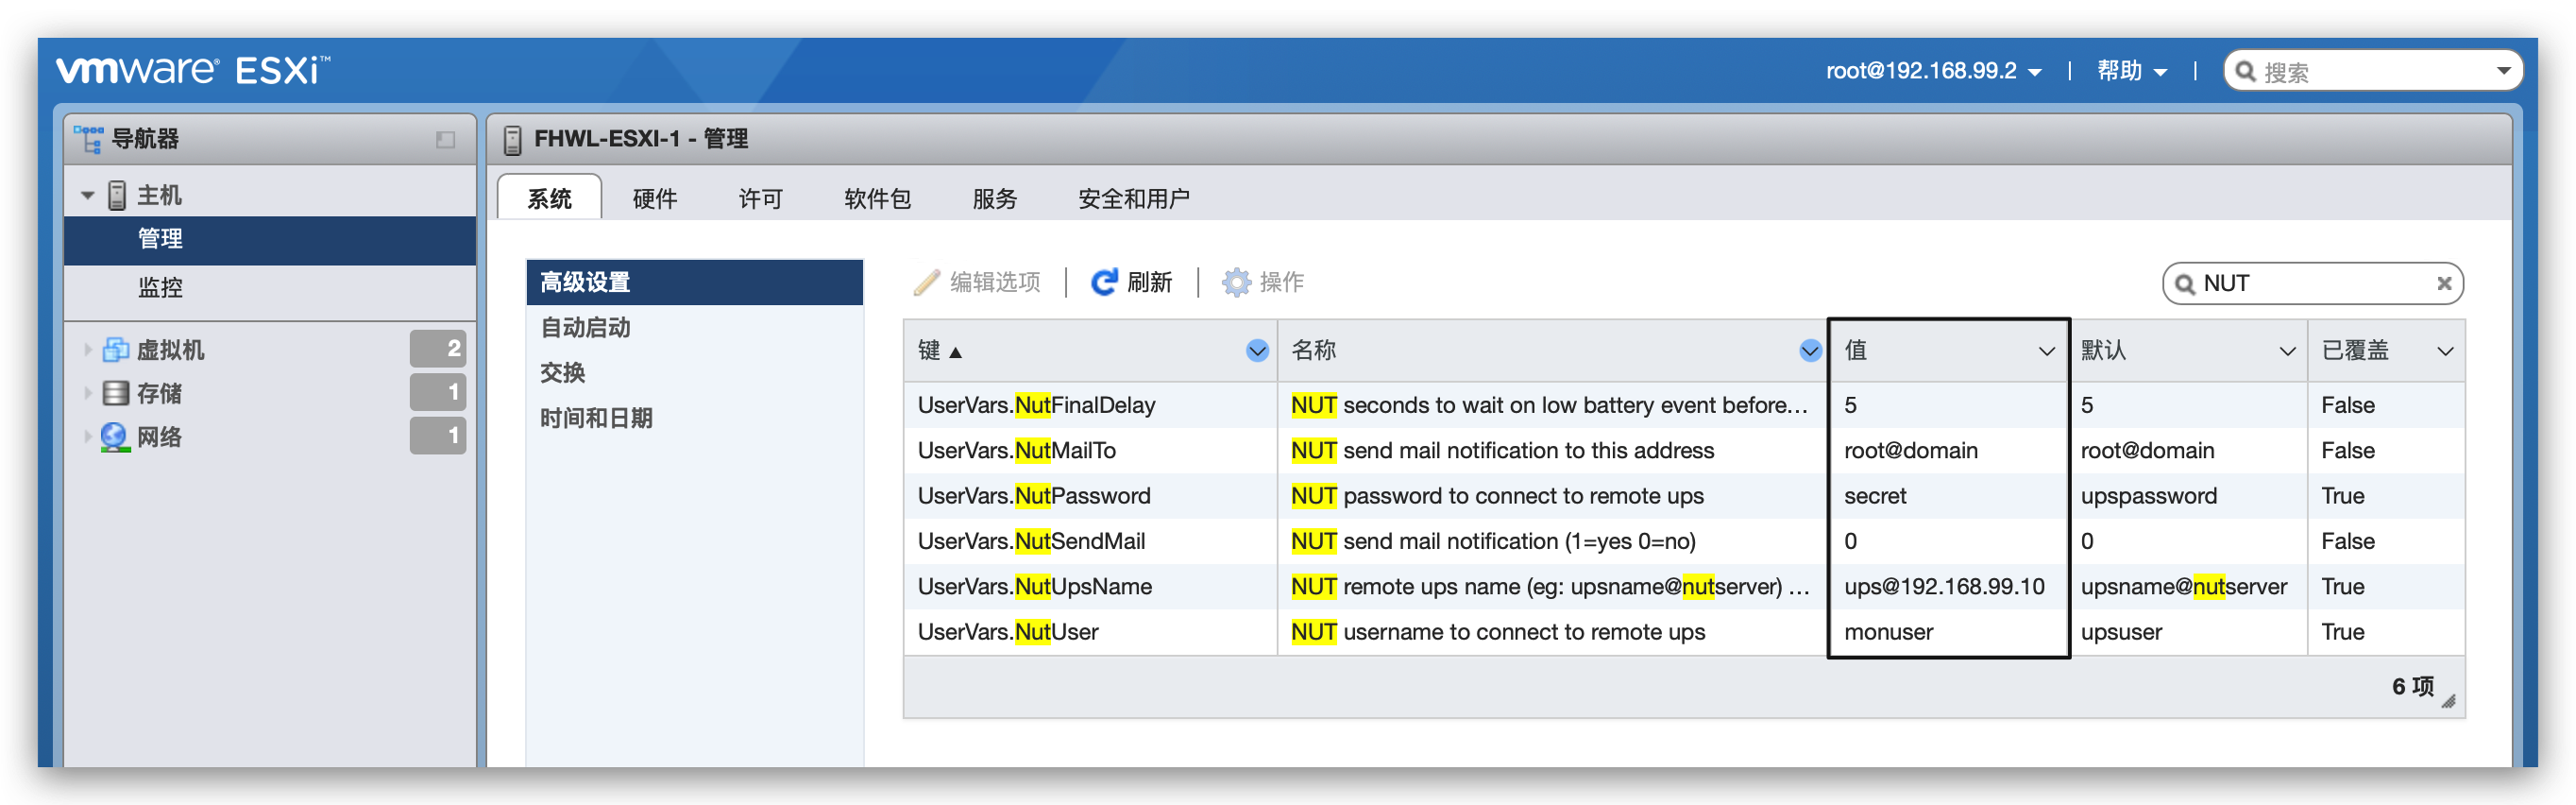 vmware® ESXi™
root@192.168.99.2 | 帮助 | 搜索
导航器
主机
管理
监控
虚拟机 2
存储 1
网络 1
FHWL-ESXI-1 - 管理
系统 硬件 许可 软件包 服务 安全和用户
高级设置
自动启动
交换
时间和日期
编辑选项 | 刷新 | 操作
NUT
键 名称 值 默认 已覆盖
UserVars.NutFinalDelay NUT seconds to wait on low battery event before... 5 5 False
UserVars.NutMailTo NUT send mail notification to this address root@domain root@domain False
UserVars.NutPassword NUT password to connect to remote ups secret upspassword True
UserVars.NutSendMail NUT send mail notification (1=yes 0=no) 0 0 False
UserVars.NutUpsName NUT remote ups name (eg: upsname@nutserver) ... ups@192.168.99.10 upsname@nutserver True
UserVars.NutUser NUT username to connect to remote ups monuser upsuser True
6 项